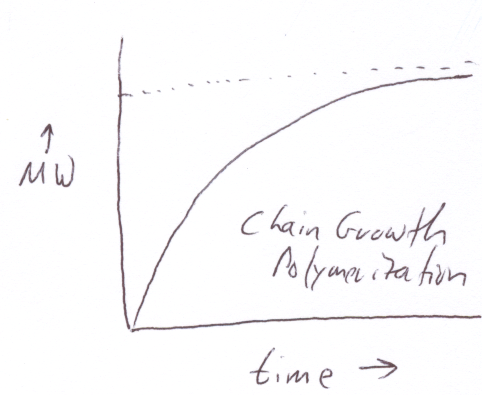 ↑
MW
Chain Growth
Polymerization
time →